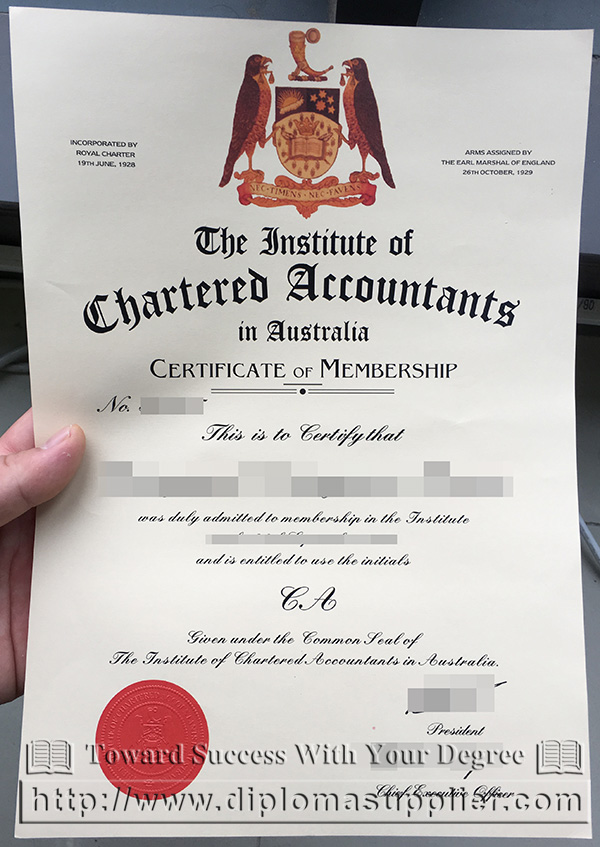 INCORPORATED BY
ROYAL CHARTER
19TH JUNE, 1928
ARMS ASSIGNED BY
THE EARL MARSHAL OF ENGLAND
26TH OCTOBER, 1929
NEC·TIMENS·NEC·FAVENS
The Institute of
Chartered Accountants
in Australia
CERTIFICATE OF MEMBERSHIP
No.
This is to Certify that
was duly admitted to membership in the Institute
and is entitled to use the initials
CA
Given under the Common Seal of
The Institute of Chartered Accountants in Australia.
President
Toward Success With Your Degree
http://www.diplomasupplier.com
Chief Executive Officer